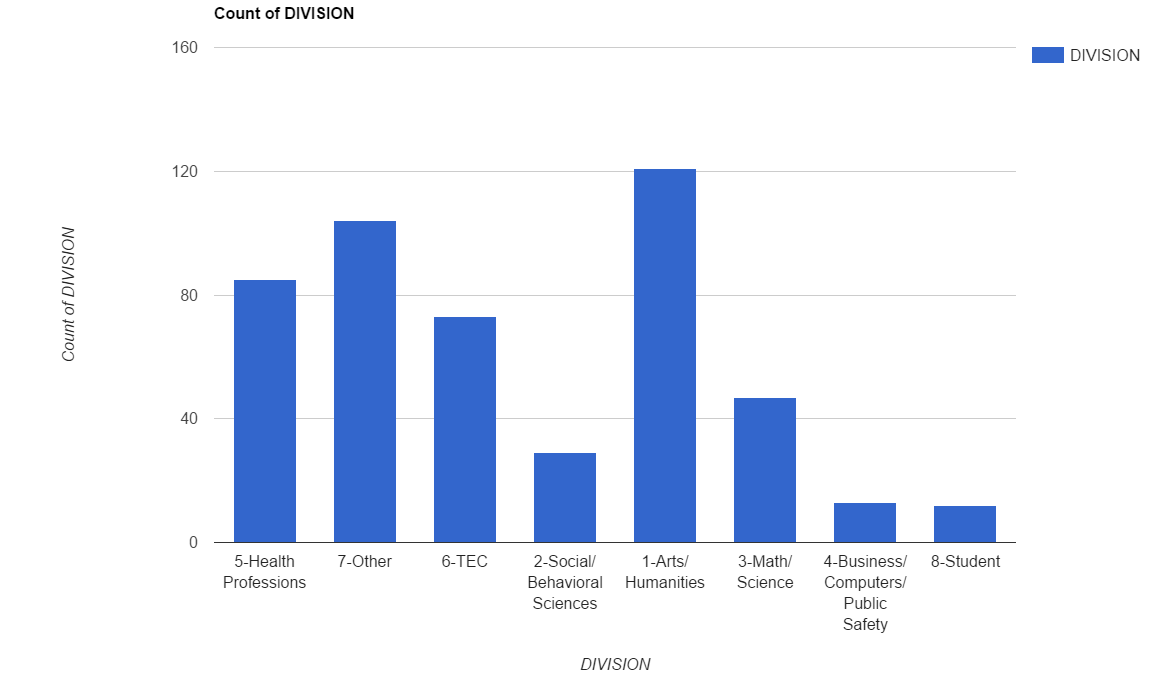 Count of DIVISION
160
120
80
40
0
DIVISION
Count of DIVISION
5-Health
Professions
7-Other
6-TEC
2-Social/
Behavioral
Sciences
1-Arts/
Humanities
3-Math/
Science
4-Business/
Computers/
Public
Safety
8-Student
DIVISION